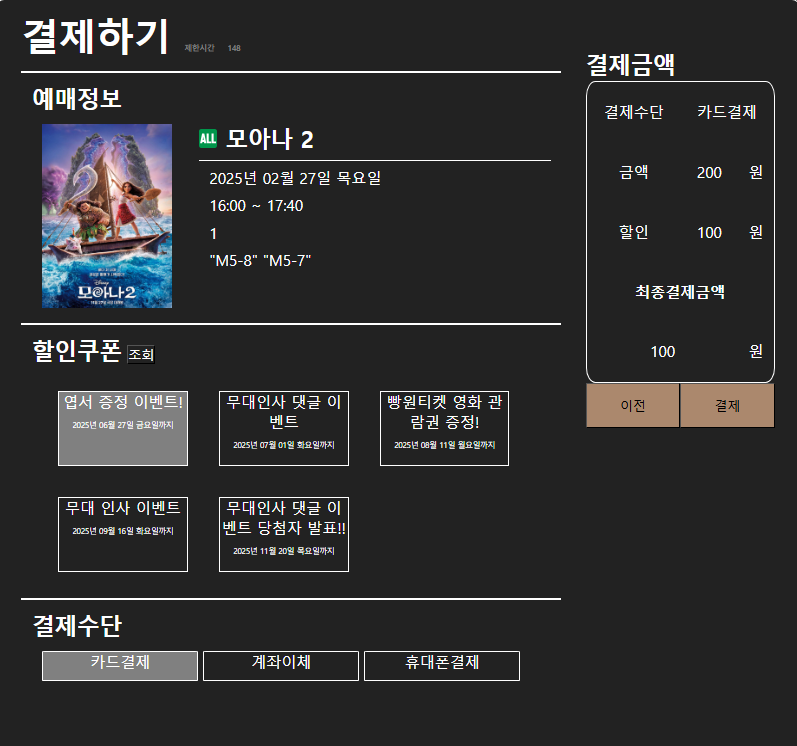 결제하기 제한시간 148
예매정보
ALL 모아나 2
2025년 02월 27일 목요일
16:00 ~ 17:40
1
"M5-8" "M5-7"
Disney
모아나2
할인쿠폰 조회
엽서 증정 이벤트!
2025년 06월 27일 금요일까지
무대인사 댓글 이
벤트
2025년 07월 01일 화요일까지
빵원티켓 영화 관
람권 증정!
2025년 08월 11일 월요일까지
무대 인사 이벤트
2025년 09월 16일 화요일까지
무대인사 댓글 이
벤트 당첨자 발표!!
2025년 11월 20일 목요일까지
결제수단
카드결제 계좌이체 휴대폰결제
결제금액
결제수단 카드결제
금액 200 원
할인 100 원
최종결제금액
100 원
이전 결제